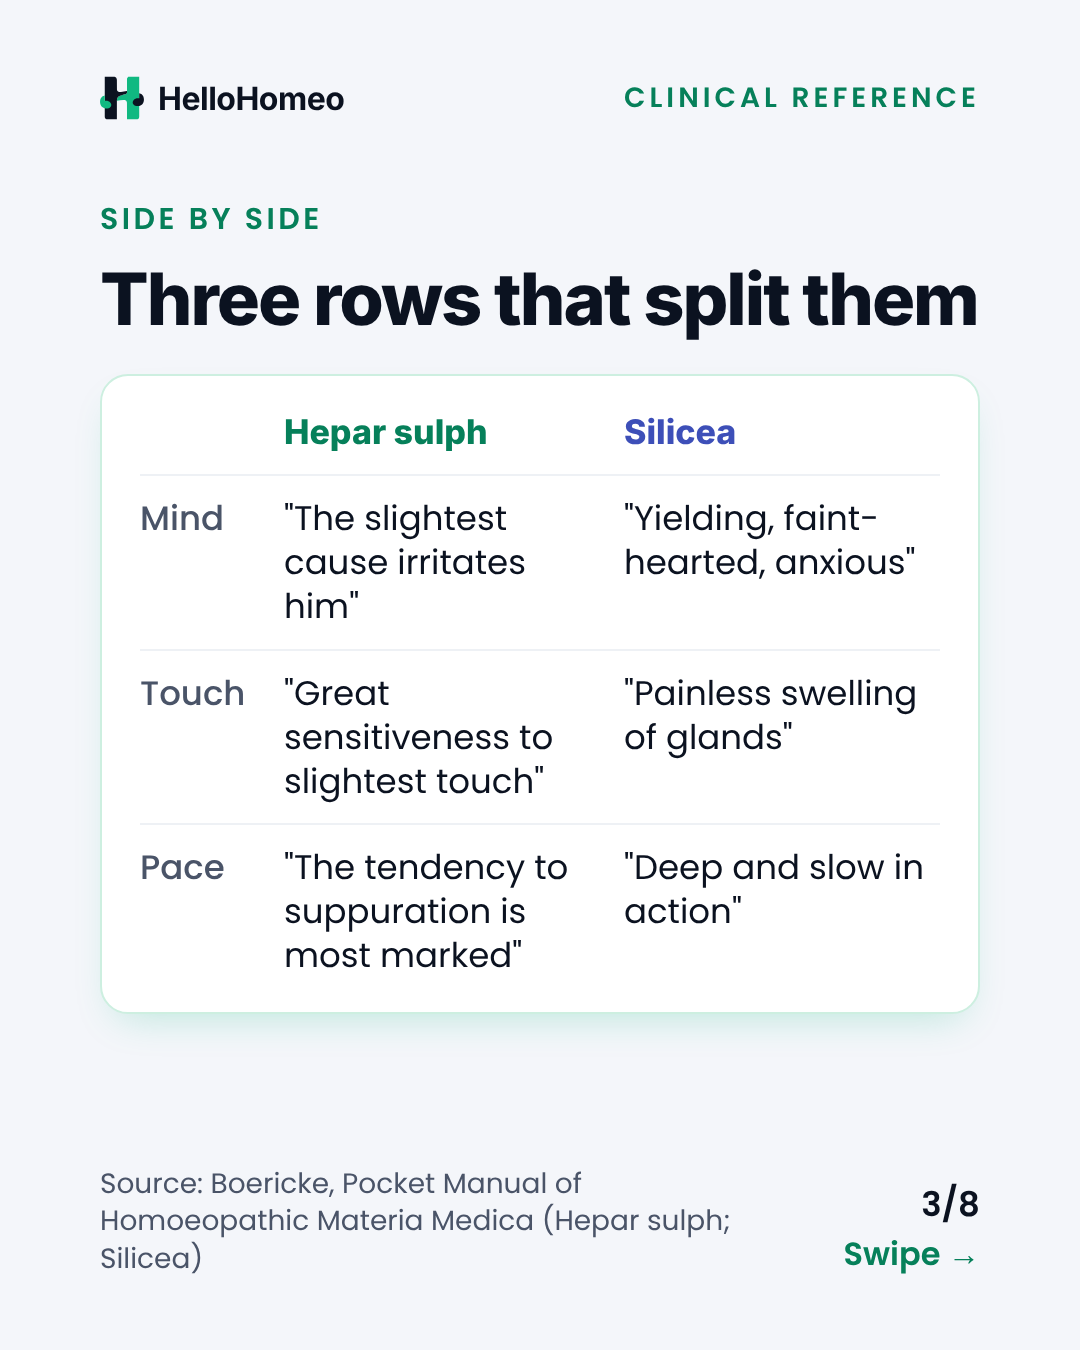 HelloHomeo
CLINICAL REFERENCE
SIDE BY SIDE
Three rows that split them
Hepar sulph
Silicea
Mind
"The slightest
cause irritates
him"
"Yielding, faint-
hearted, anxious"
Touch
"Great
sensitiveness to
slightest touch"
"Painless swelling
of glands"
Pace
"The tendency to
suppuration is
most marked"
"Deep and slow in
action"
Source: Boericke, Pocket Manual of
Homoeopathic Materia Medica (Hepar sulph;
Silicea)
3/8
Swipe →